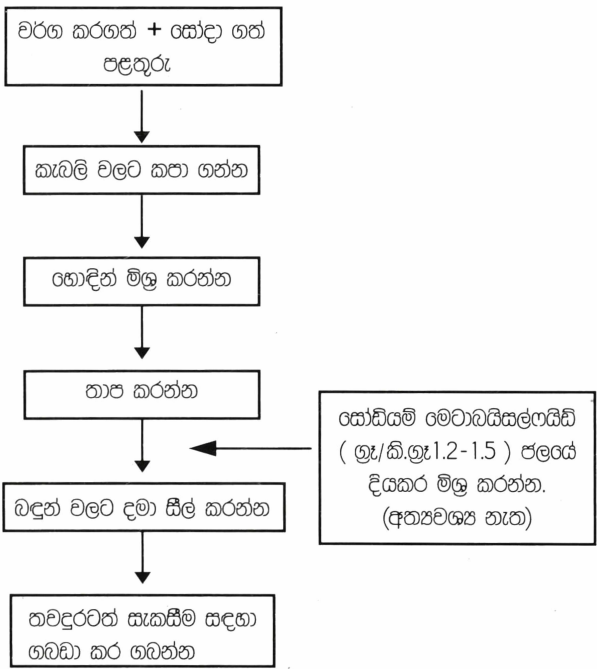 වර්ග කරගත් + සෝදා ගත්
පළතුරු
කැබලි වලට කපා ගන්න
හොඳින් මිශ්‍ර කරන්න
තාප කරන්න
සෝඩියම් මෙටාබයිසල්ෆයිඩ්
( ග්‍රෑ/කි.ග්‍රෑ 1.2-1.5 ) ජලයේ
දියකර මිශ්‍ර කරන්න.
(අත්‍යවශ්‍ය නැත)
බඳුන් වලට දමා සීල් කරන්න
තවදුරටත් සැකසීම සඳහා
ගබඩා කර ගබන්න